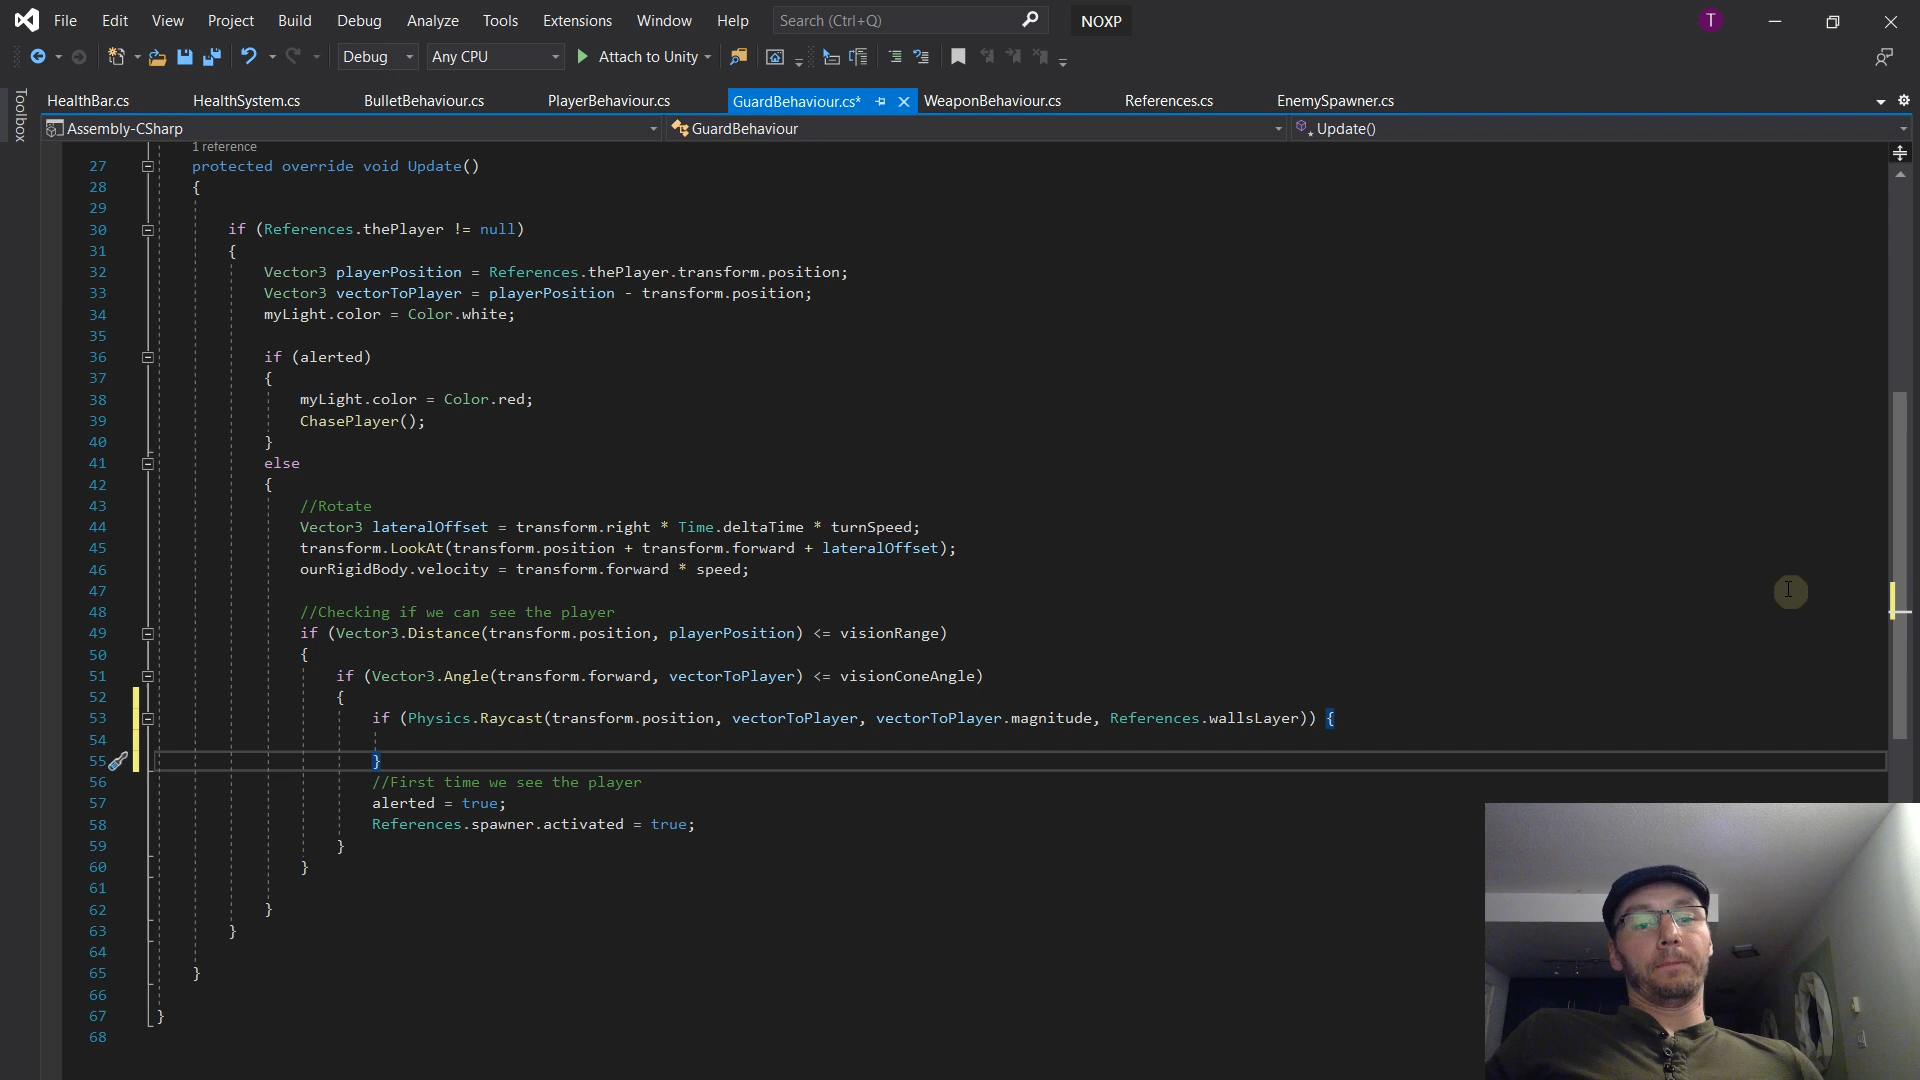 File Edit View Project Build Debug Analyze Tools Extensions Window Help Search (Ctrl+Q) NOXP T
Debug Any CPU Attach to Unity
Toolbox
HealthBar.cs HealthSystem.cs BulletBehaviour.cs PlayerBehaviour.cs GuardBehaviour.cs* WeaponBehaviour.cs References.cs EnemySpawner.cs
Assembly-CSharp GuardBehaviour Update()
1 reference
27 protected override void Update()
28 {
29
30 if (References.thePlayer != null)
31 {
32 Vector3 playerPosition = References.thePlayer.transform.position;
33 Vector3 vectorToPlayer = playerPosition - transform.position;
34 myLight.color = Color.white;
35
36 if (alerted)
37 {
38 myLight.color = Color.red;
39 ChasePlayer();
40 }
41 else
42 {
43 //Rotate
44 Vector3 lateralOffset = transform.right * Time.deltaTime * turnSpeed;
45 transform.LookAt(transform.position + transform.forward + lateralOffset);
46 ourRigidBody.velocity = transform.forward * speed;
47
48 //Checking if we can see the player
49 if (Vector3.Distance(transform.position, playerPosition) <= visionRange)
50 {
51 if (Vector3.Angle(transform.forward, vectorToPlayer) <= visionConeAngle)
52 {
53 if (Physics.Raycast(transform.position, vectorToPlayer, vectorToPlayer.magnitude, References.wallsLayer)) {
54
55 }
56 //First time we see the player
57 alerted = true;
58 References.spawner.activated = true;
59 }
60 }
61
62 }
63 }
64
65 }
66
67 }
68